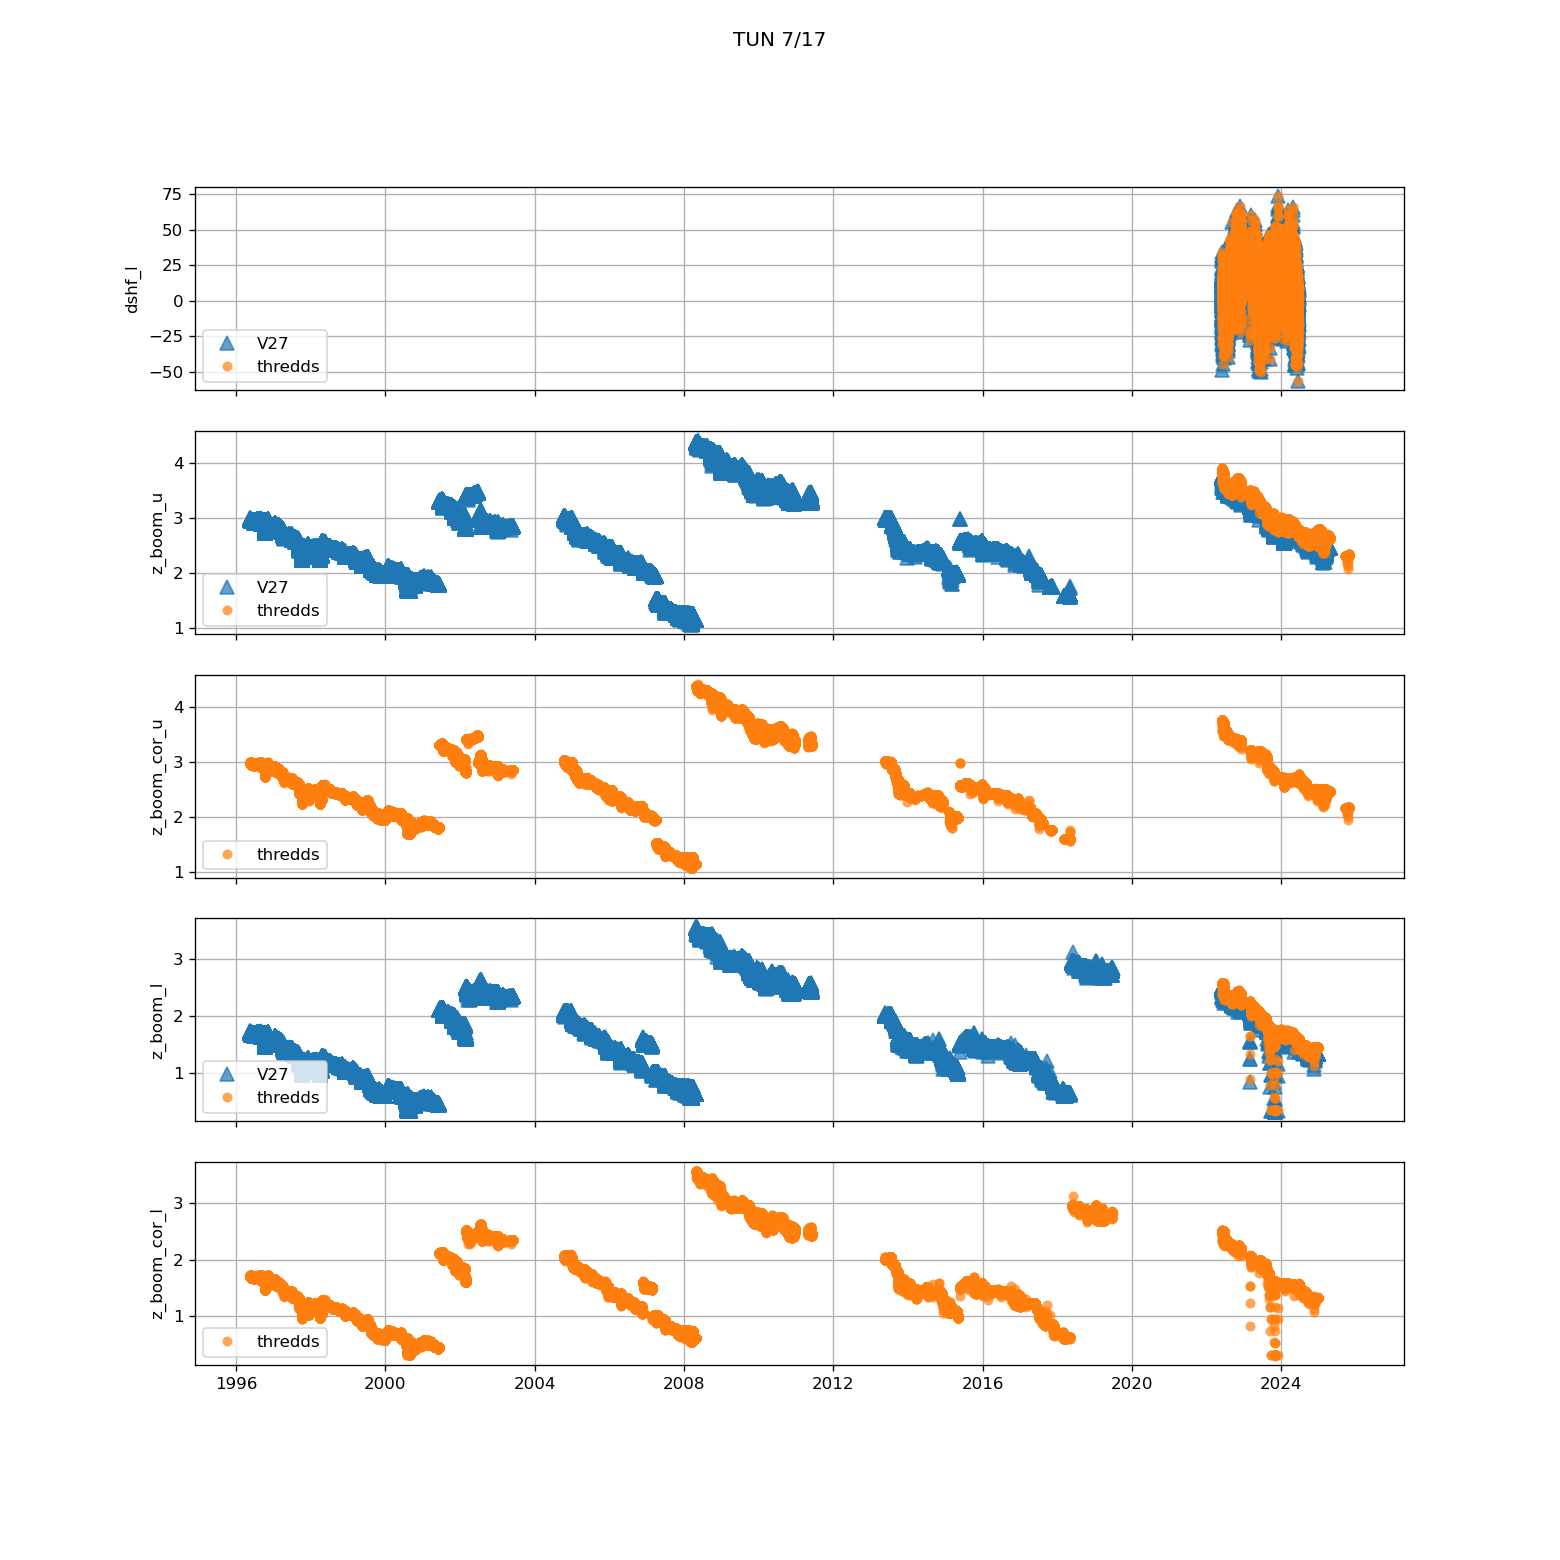 TUN 7/17
75
50
25
0
−25
−50
dshf_l
V27
thredds
4
3
2
1
z_boom_u
V27
thredds
4
3
2
1
z_boom_cor_u
thredds
3
2
1
z_boom_l
V27
thredds
3
2
1
z_boom_cor_l
thredds
1996 2000 2004 2008 2012 2016 2020 2024